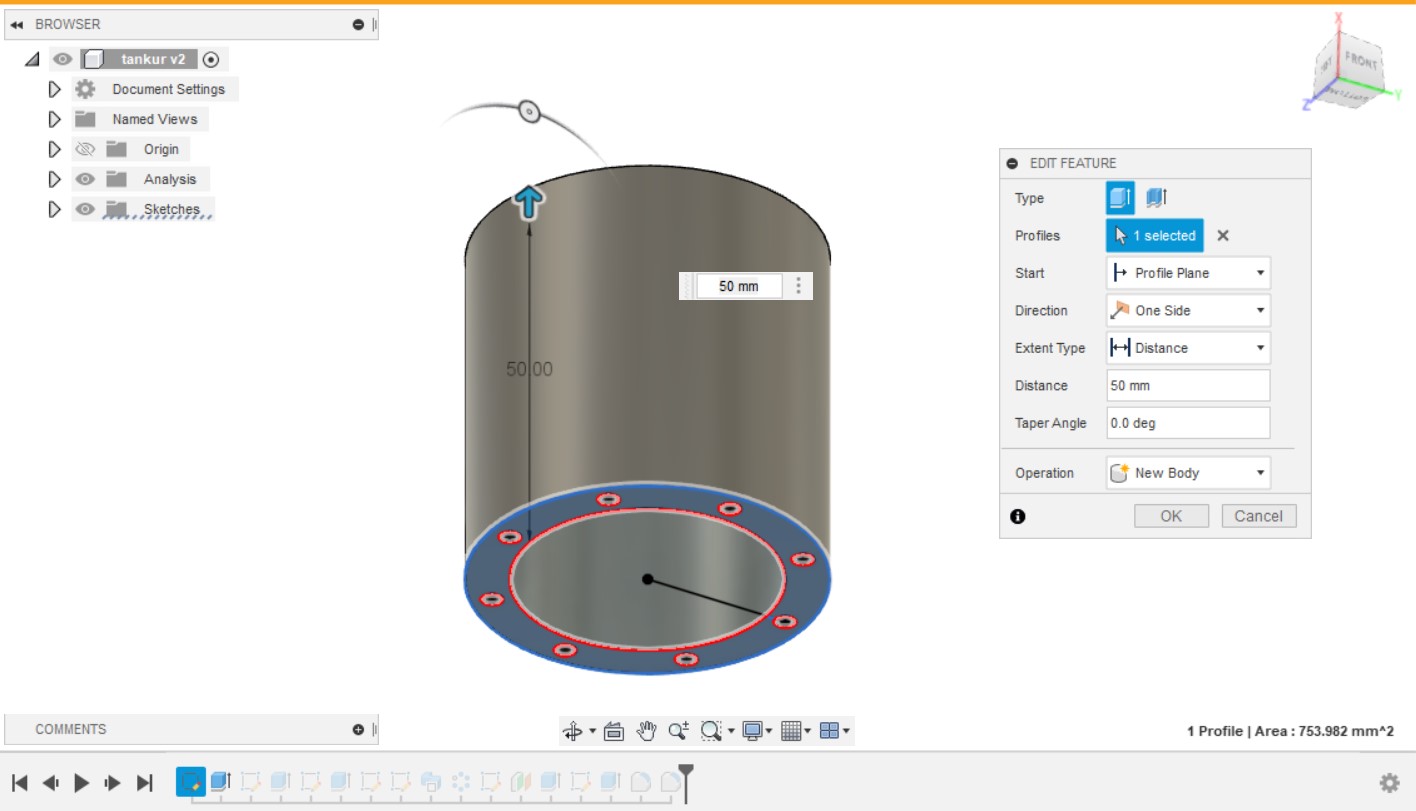 BROWSER
tankur v2
Document Settings
Named Views
Origin
Analysis
Sketches
X
FRONT
Y
Z
50 mm
50.00
EDIT FEATURE
Type
Profiles 1 selected
Start Profile Plane
Direction One Side
Extent Type Distance
Distance 50 mm
Taper Angle 0.0 deg
Operation New Body
OK Cancel
COMMENTS
1 Profile | Area : 753.982 mm^2